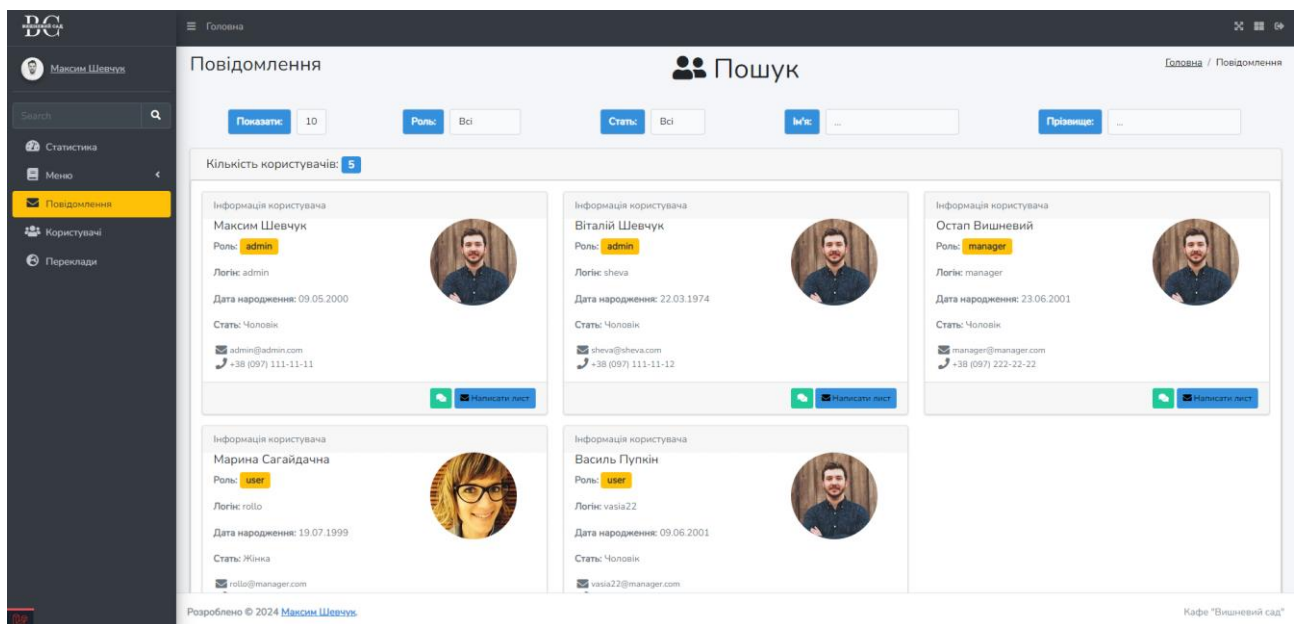 ВС
ВИШНЕВИЙ САД
Головна
Максим Шевчук
Повідомлення
Пошук
Головна / Повідомлення
Search
Показати: 10
Роль: Всі
Стать: Всі
Ім'я: ...
Прізвище: ...
Статистика
Меню
Повідомлення
Користувачі
Переклади
Кількість користувачів: 5
Інформація користувача
Максим Шевчук
Роль: admin
Логін: admin
Дата народження: 09.05.2000
Стать: Чоловік
admin@admin.com
+38 (097) 111-11-11
Написати лист
Інформація користувача
Віталій Шевчук
Роль: admin
Логін: sheva
Дата народження: 22.03.1974
Стать: Чоловік
sheva@sheva.com
+38 (097) 111-11-12
Написати лист
Інформація користувача
Остап Вишневий
Роль: manager
Логін: manager
Дата народження: 23.06.2001
Стать: Чоловік
manager@manager.com
+38 (097) 222-22-22
Написати лист
Інформація користувача
Марина Сагайдачна
Роль: user
Логін: rollo
Дата народження: 19.07.1999
Стать: Жінка
rollo@manager.com
Інформація користувача
Василь Пупкін
Роль: user
Логін: vasia22
Дата народження: 09.06.2001
Стать: Чоловік
vasia22@manager.com
Розроблено © 2024 Максим Шевчук.
Кафе "Вишневий сад"